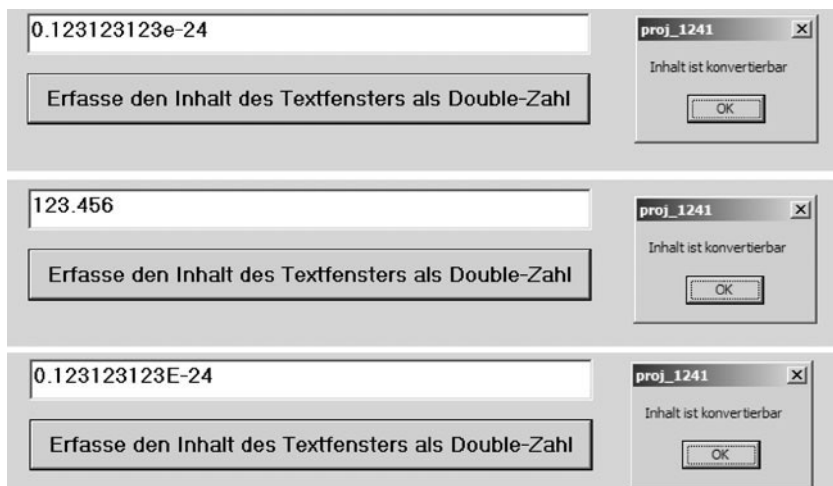 0.123123123e-24
proj_1241
Inhalt ist konvertierbar
Erfasse den Inhalt des Textfensters als Double-Zahl
OK
123.456
proj_1241
Inhalt ist konvertierbar
Erfasse den Inhalt des Textfensters als Double-Zahl
OK
0.123123123E-24
proj_1241
Inhalt ist konvertierbar
Erfasse den Inhalt des Textfensters als Double-Zahl
OK